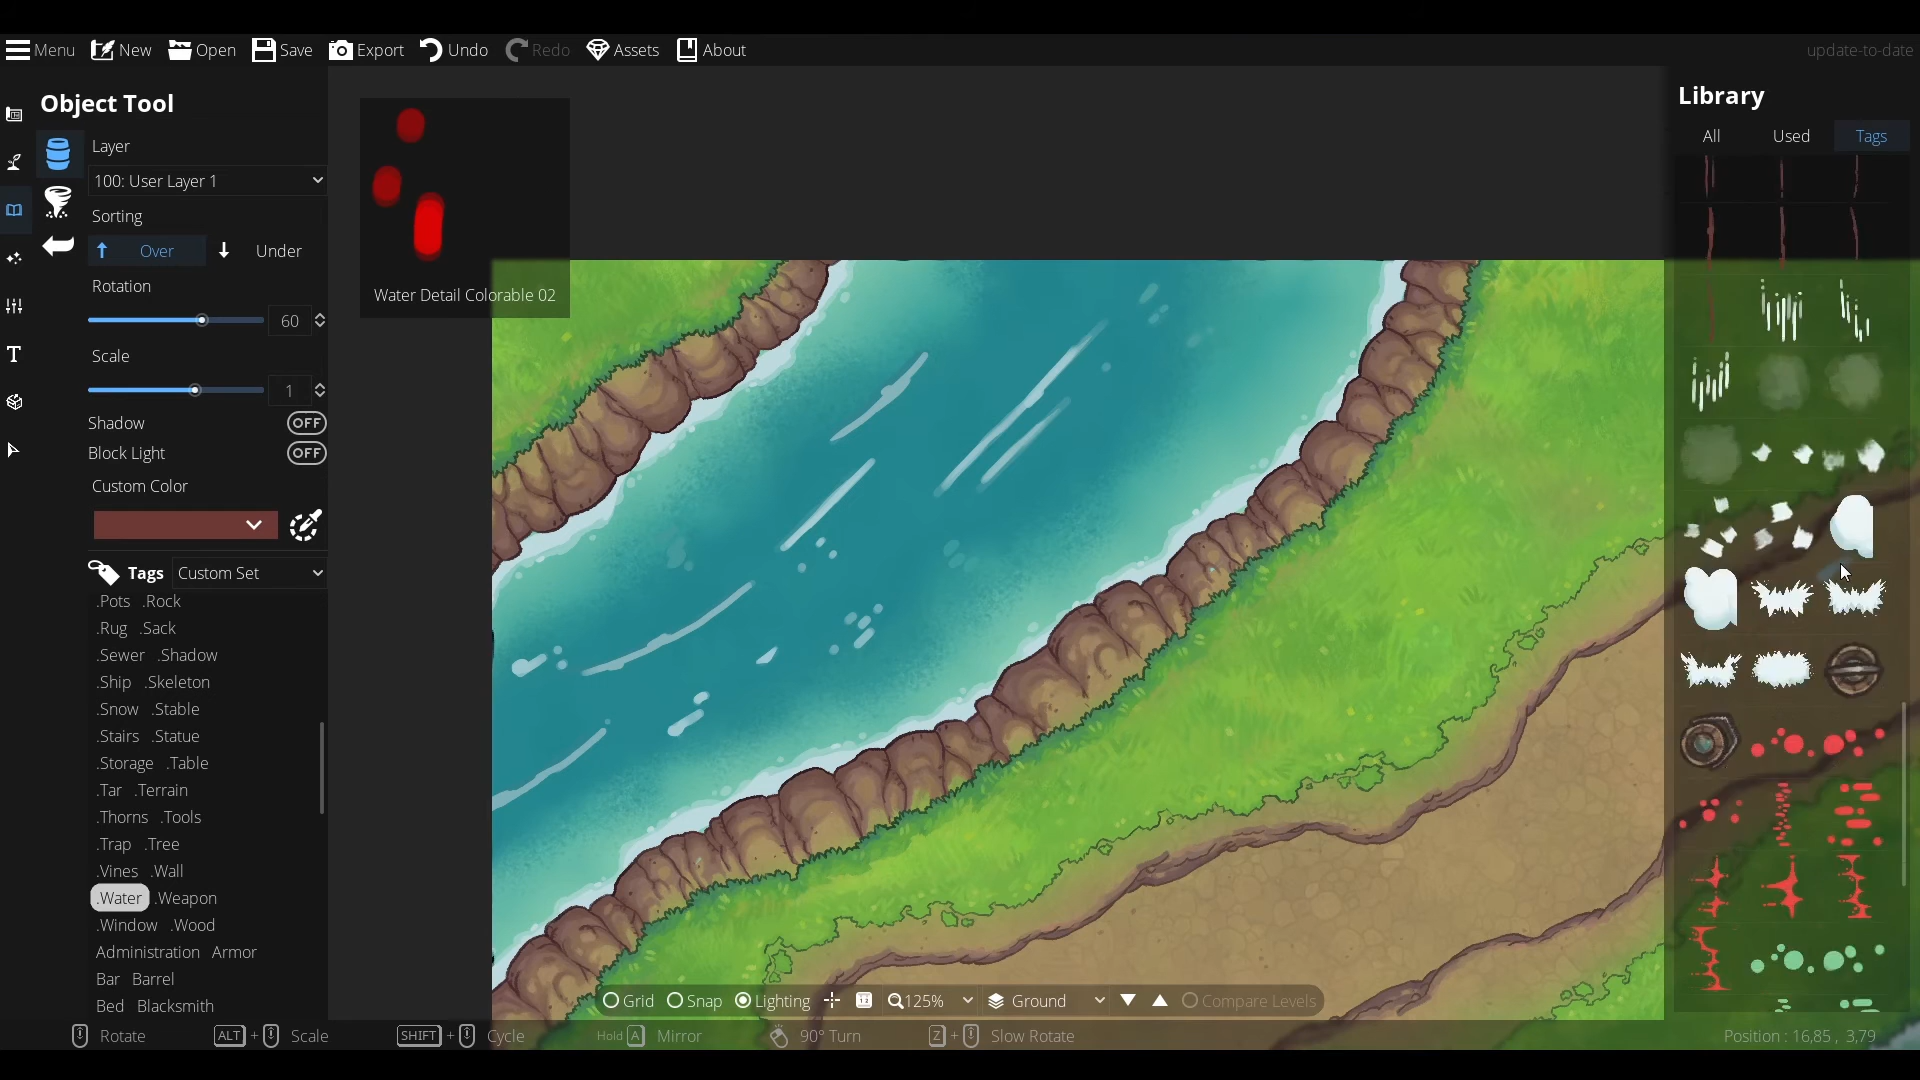 Menu New Open Save Export Undo Redo Assets About update-to-date
Object Tool
Layer
100: User Layer 1
Sorting
Over Under
Rotation
60
Scale
1
Shadow OFF
Block Light OFF
Custom Color
Tags Custom Set
.Pots .Rock
.Rug .Sack
.Sewer .Shadow
.Ship .Skeleton
.Snow .Stable
.Stairs .Statue
.Storage .Table
.Tar .Terrain
.Thorns .Tools
.Trap .Tree
.Vines .Wall
.Water .Weapon
.Window .Wood
Administration Armor
Bar Barrel
Bed Blacksmith
Water Detail Colorable 02
Library
All Used Tags
Grid Snap Lighting 125% Ground Compare Levels
Rotate ALT + Scale SHIFT + Cycle Hold A Mirror 90° Turn Z + Slow Rotate Position : 16,85 , 3,79